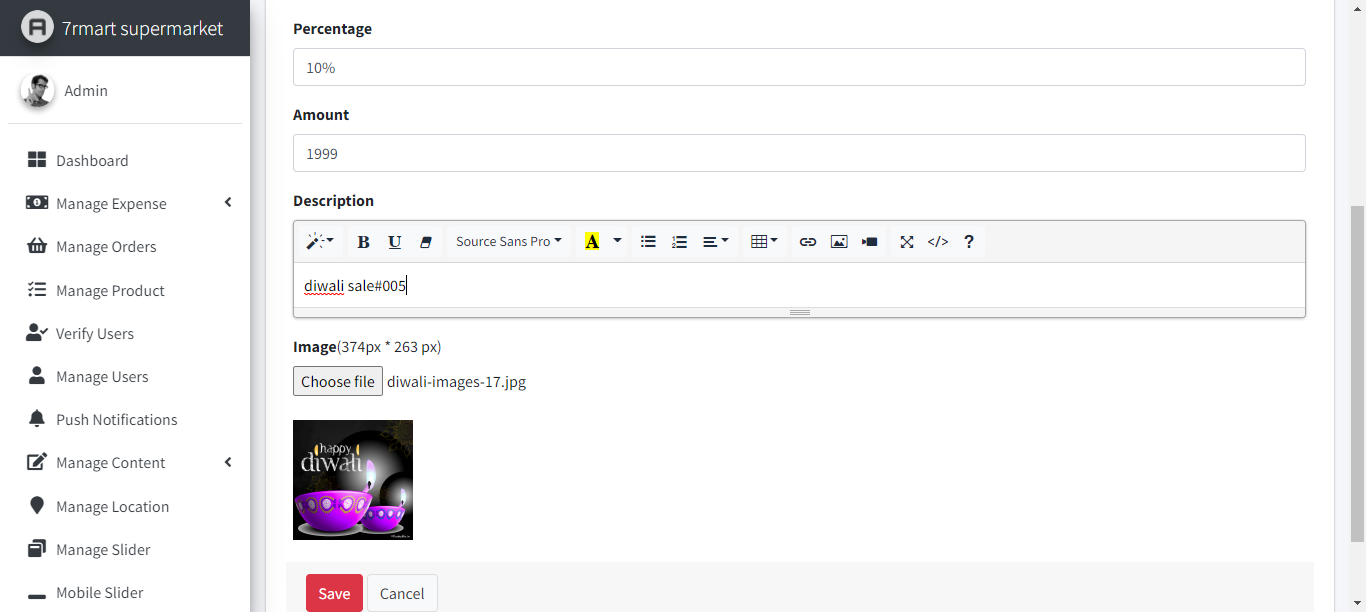 7rmart supermarket
Admin
Dashboard
Manage Expense
Manage Orders
Manage Product
Verify Users
Manage Users
Push Notifications
Manage Content
Manage Location
Manage Slider
Mobile Slider
Percentage
10%
Amount
1999
Description
B U Source Sans Pro A </> ?
diwali sale#005
Image(374px * 263 px)
Choose file diwali-images-17.jpg
happy
diwali
Save Cancel